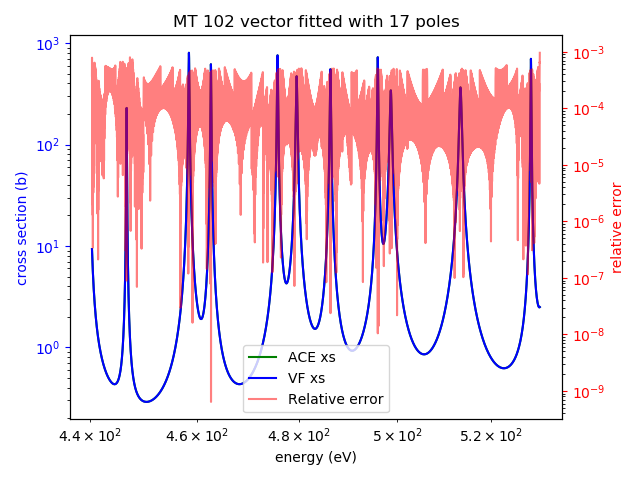 MT 102 vector fitted with 17 poles
cross section (b)
10³
10²
10¹
10⁰
10⁻³
10⁻⁴
10⁻⁵
10⁻⁶
10⁻⁷
10⁻⁸
10⁻⁹
relative error
ACE xs
VF xs
Relative error
4.4 × 10² 4.6 × 10² 4.8 × 10² 5 × 10² 5.2 × 10²
energy (eV)